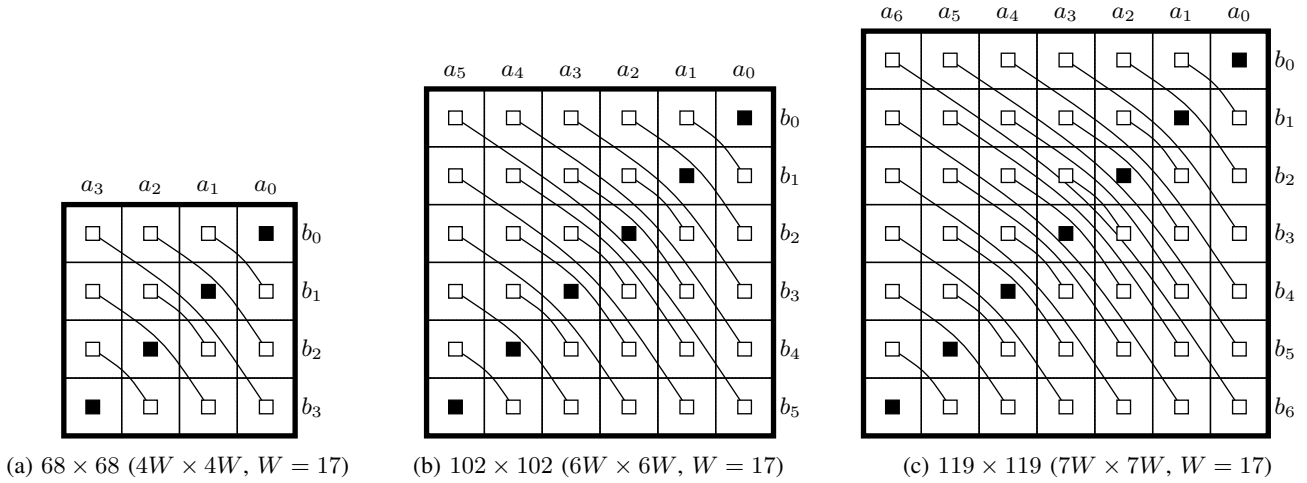 a₃ a₂ a₁ a₀
b₀
b₁
b₂
b₃
(a) 68 × 68 (4W × 4W, W = 17)
a₅ a₄ a₃ a₂ a₁ a₀
b₀
b₁
b₂
b₃
b₄
b₅
(b) 102 × 102 (6W × 6W, W = 17)
a₆ a₅ a₄ a₃ a₂ a₁ a₀
b₀
b₁
b₂
b₃
b₄
b₅
b₆
(c) 119 × 119 (7W × 7W, W = 17)